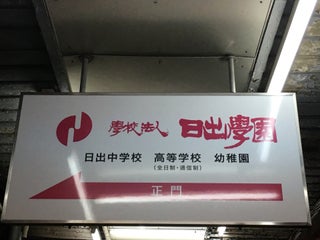 學校法人 日出學園
日出中学校 高等学校 幼稚園
(全日制・通信制)
正門